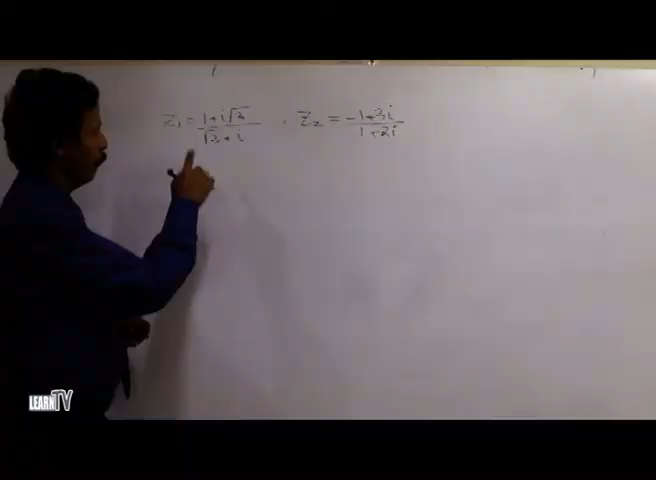 z₁ = (1+i√3)/(√3+i) , z₂ = (-1+3i)/(1+2i)
LEARN TV